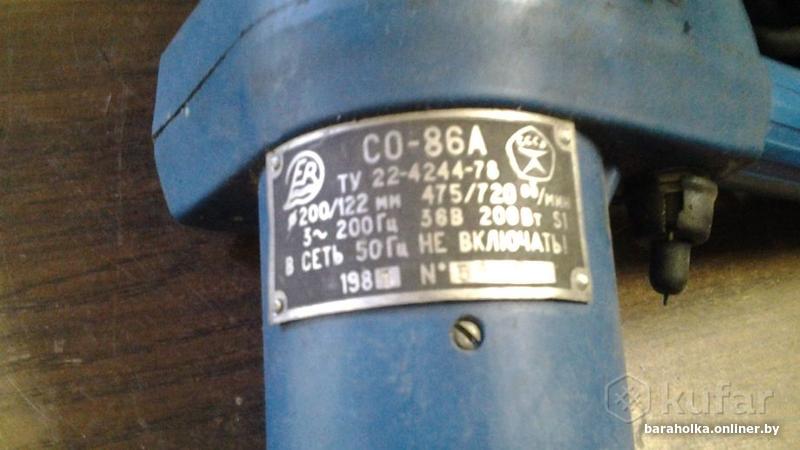 СО-86А
ТУ 22-4244-78
ø200/122 мм 475/720 об/мин
3~ 200Гц 36В 200Вт S1
В СЕТЬ 50Гц НЕ ВКЛЮЧАТЬ!
198 N°
kufar
baraholka.onliner.by